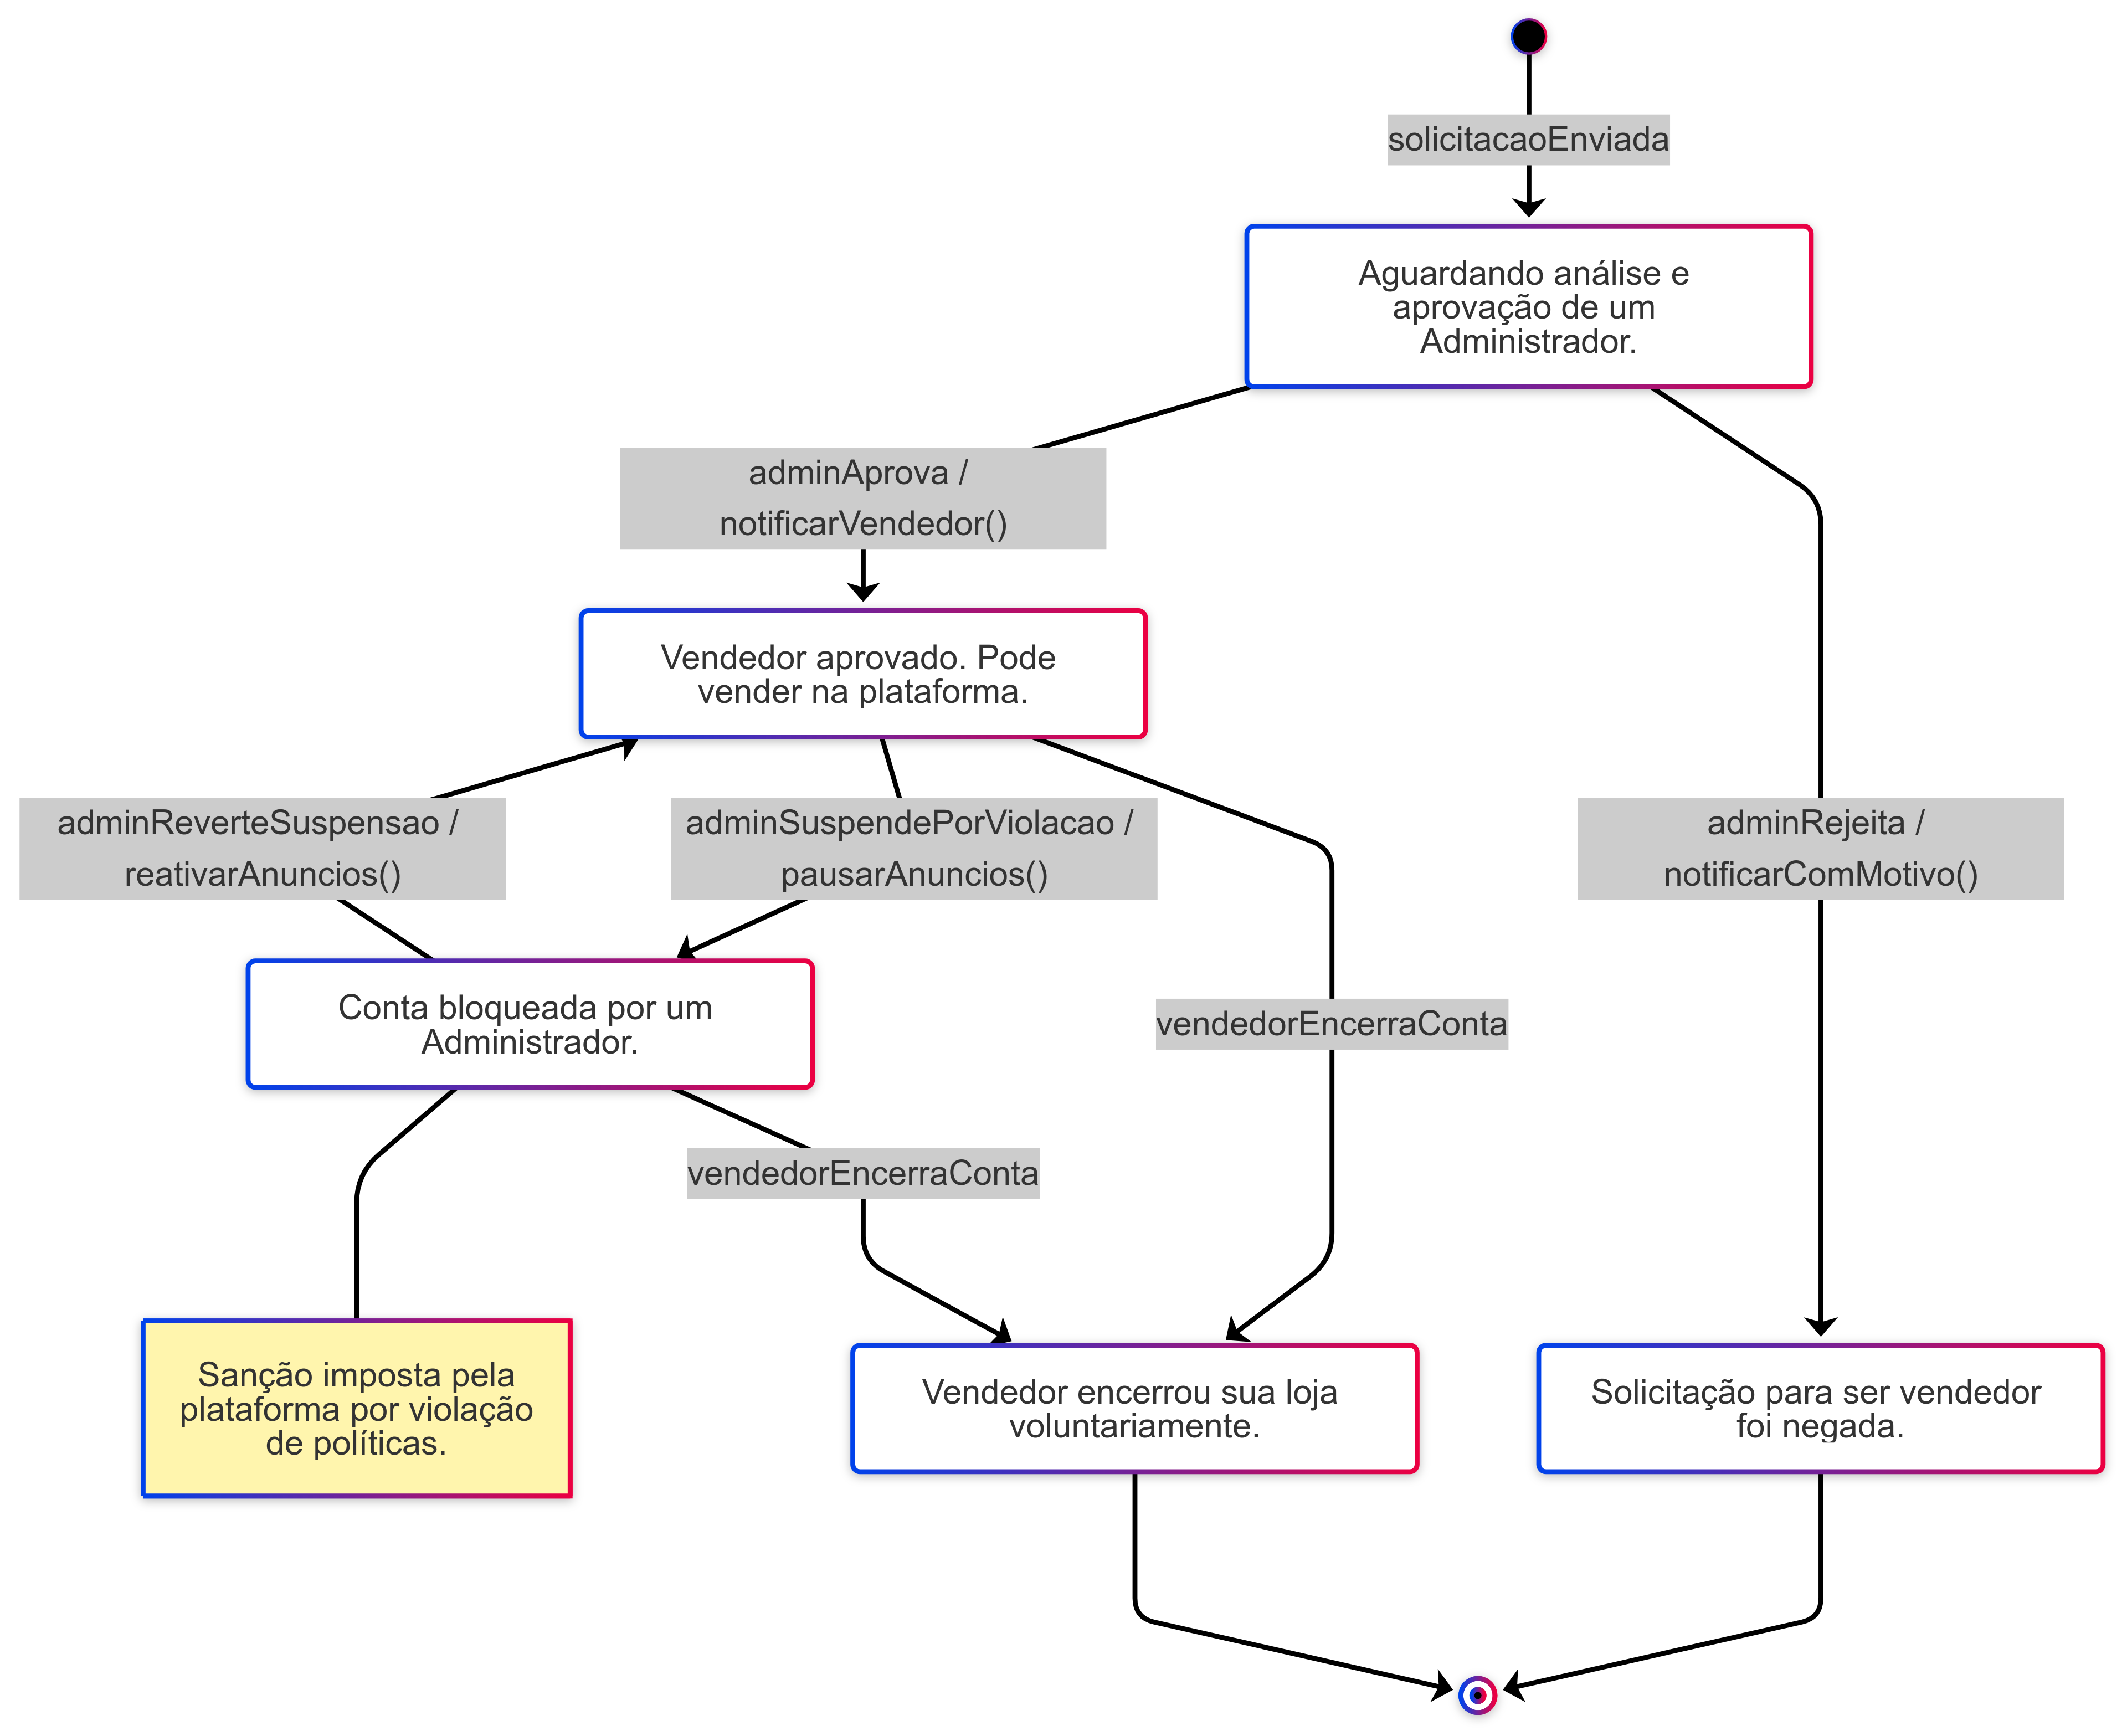 solicitacaoEnviada
Aguardando análise e
aprovação de um
Administrador.
adminAprova /
notificarVendedor()
Vendedor aprovado. Pode
vender na plataforma.
adminReverteSuspensao /
reativarAnuncios()
adminSuspendePorViolacao /
pausarAnuncios()
adminRejeita /
notificarComMotivo()
Conta bloqueada por um
Administrador.
vendedorEncerraConta
vendedorEncerraConta
Sanção imposta pela
plataforma por violação
de políticas.
Vendedor encerrou sua loja
voluntariamente.
Solicitação para ser vendedor
foi negada.